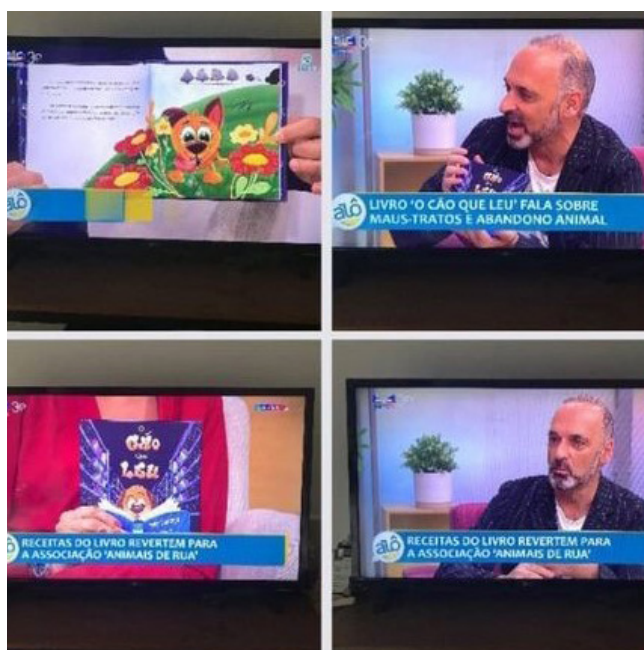 alô
LIVRO 'O CÃO QUE LEU' FALA SOBRE
MAUS-TRATOS E ABANDONO ANIMAL
alô
O
CÃO
QUE
LEU
RECEITAS DO LIVRO REVERTEM PARA
A ASSOCIAÇÃO 'ANIMAIS DE RUA'
alô
RECEITAS DO LIVRO REVERTEM PARA
A ASSOCIAÇÃO 'ANIMAIS DE RUA'